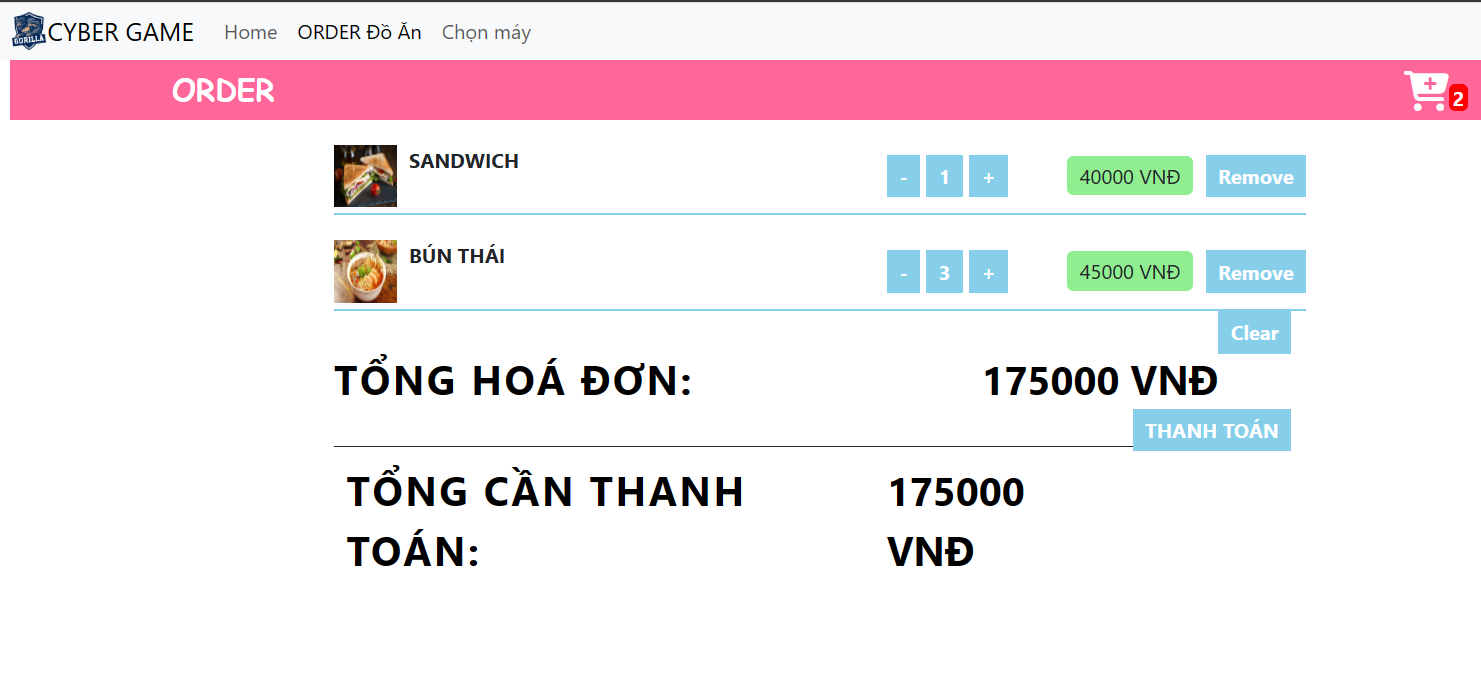 GORILLA
CYBER GAME Home ORDER Đồ Ăn Chọn máy
ORDER 2
SANDWICH - 1 + 40000 VNĐ Remove
BÚN THÁI - 3 + 45000 VNĐ Remove
Clear
TỔNG HOÁ ĐƠN: 175000 VNĐ
THANH TOÁN
TỔNG CẦN THANH 175000
TOÁN: VNĐ